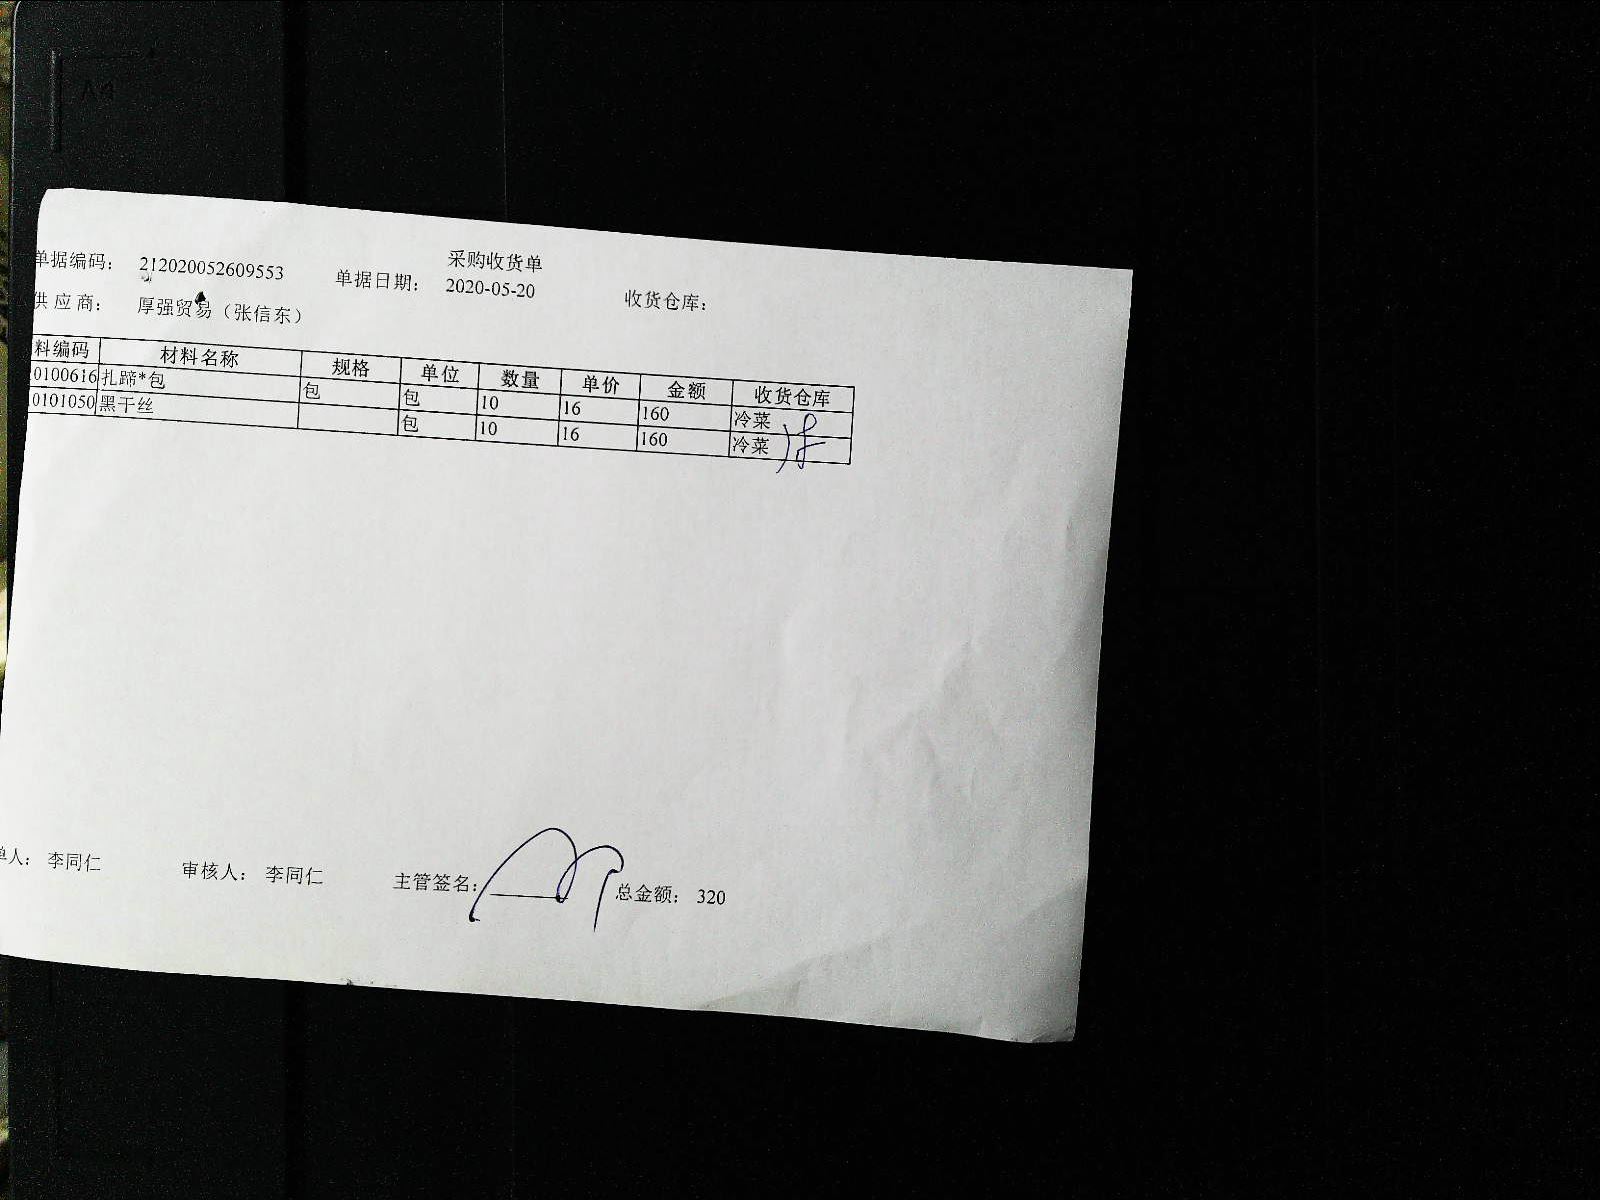 采购收货单
单据编码： 212020052609553 单据日期： 2020-05-20 收货仓库：
供应商： 厚强贸易（张信东）
料编码 材料名称 规格 单位 数量 单价 金额 收货仓库
0100616 扎蹄*包 包 包 10 16 160 冷菜
0101050 黑干丝 包 10 16 160 冷菜
单人： 李同仁 审核人： 李同仁 主管签名： 总金额： 320